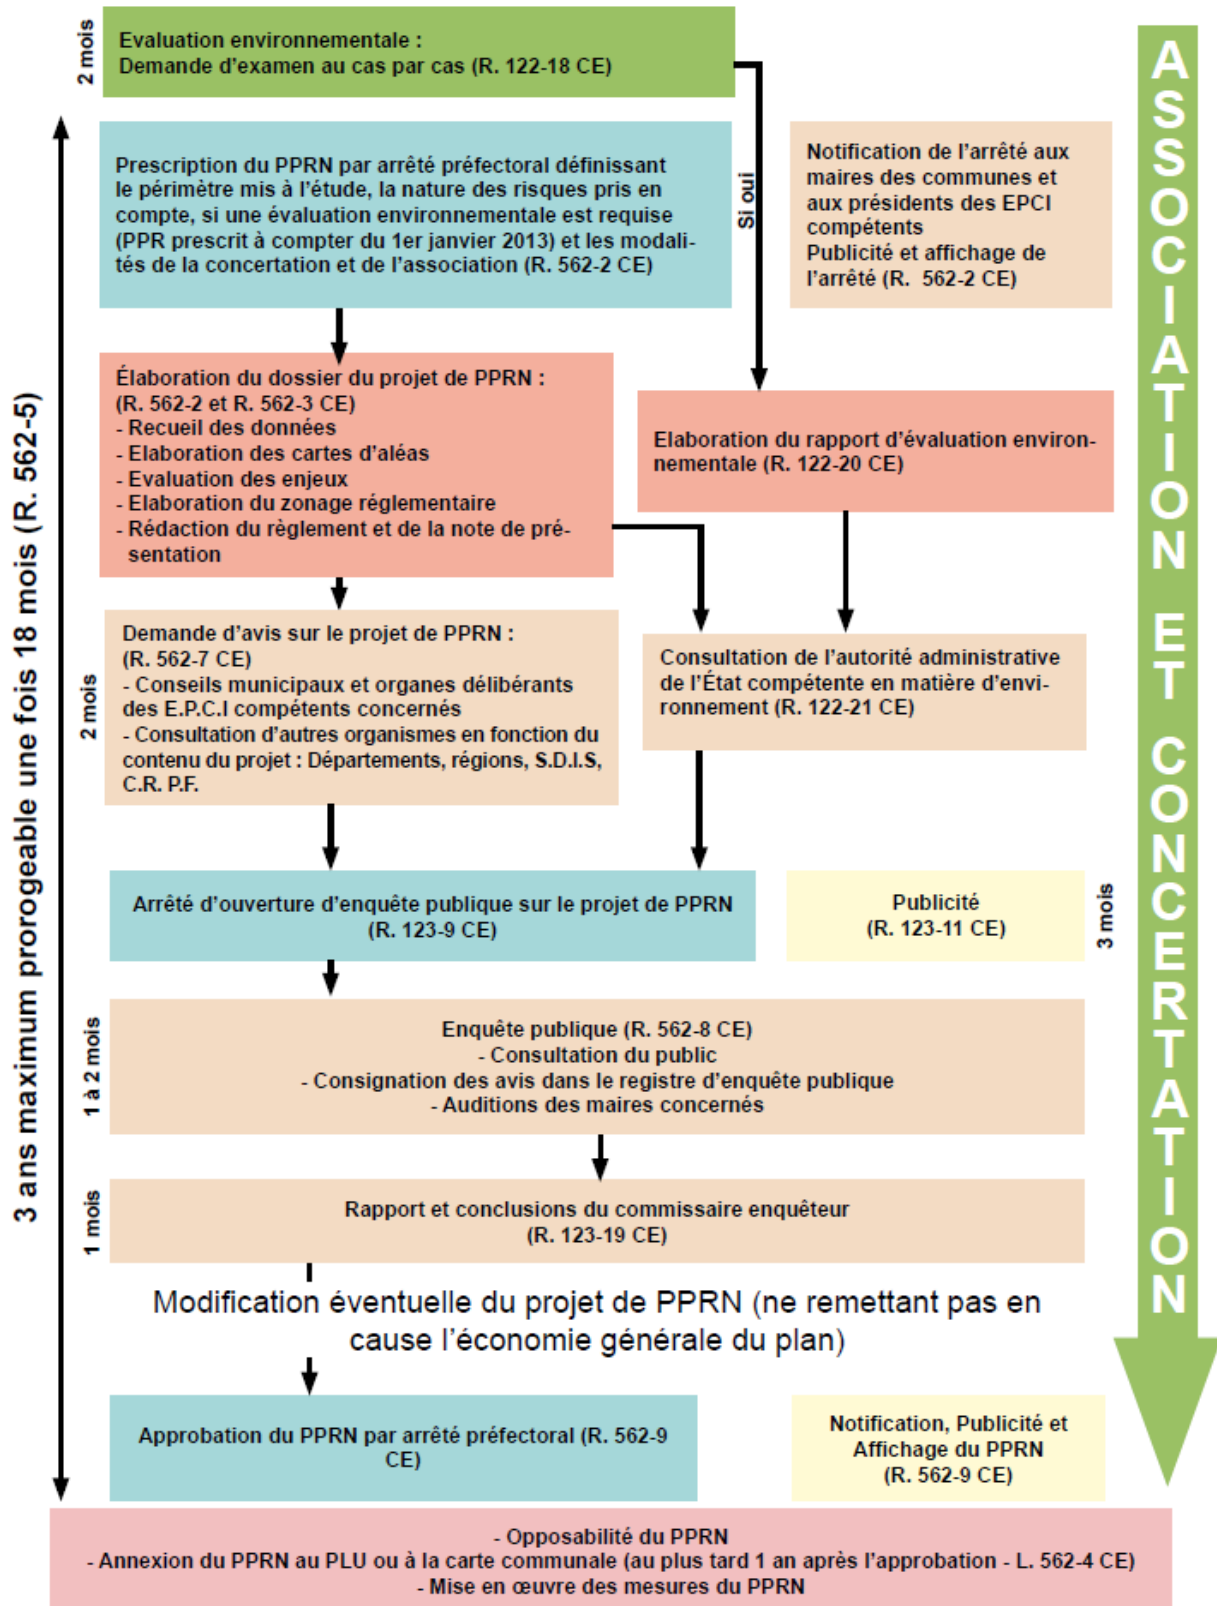 2 mois
Evaluation environnementale :
Demande d'examen au cas par cas (R. 122-18 CE)
3 ans maximum prorogeable une fois 18 mois (R. 562-5)
Prescription du PPRN par arrêté préfectoral définissant
le périmètre mis à l'étude, la nature des risques pris en
compte, si une évaluation environnementale est requise
(PPR prescrit à compter du 1er janvier 2013) et les modali-
tés de la concertation et de l'association (R. 562-2 CE)
Si oui
Notification de l'arrêté aux
maires des communes et
aux présidents des EPCI
compétents
Publicité et affichage de
l'arrêté (R. 562-2 CE)
Élaboration du dossier du projet de PPRN :
(R. 562-2 et R. 562-3 CE)
- Recueil des données
- Elaboration des cartes d'aléas
- Evaluation des enjeux
- Elaboration du zonage réglementaire
- Rédaction du règlement et de la note de pré-
sentation
Elaboration du rapport d'évaluation environ-
nementale (R. 122-20 CE)
2 mois
Demande d'avis sur le projet de PPRN :
(R. 562-7 CE)
- Conseils municipaux et organes délibérants
des E.P.C.I compétents concernés
- Consultation d'autres organismes en fonction du
contenu du projet : Départements, régions, S.D.I.S,
C.R. P.F.
Consultation de l'autorité administrative
de l'État compétente en matière d'envi-
ronnement (R. 122-21 CE)
Arrêté d'ouverture d'enquête publique sur le projet de PPRN
(R. 123-9 CE)
Publicité
(R. 123-11 CE)
3 mois
1 à 2 mois
Enquête publique (R. 562-8 CE)
- Consultation du public
- Consignation des avis dans le registre d'enquête publique
- Auditions des maires concernés
1 mois
Rapport et conclusions du commissaire enquêteur
(R. 123-19 CE)
Modification éventuelle du projet de PPRN (ne remettant pas en
cause l'économie générale du plan)
Approbation du PPRN par arrêté préfectoral (R. 562-9
CE)
Notification, Publicité et
Affichage du PPRN
(R. 562-9 CE)
- Opposabilité du PPRN
- Annexion du PPRN au PLU ou à la carte communale (au plus tard 1 an après l'approbation - L. 562-4 CE)
- Mise en œuvre des mesures du PPRN
ASSOCIATION ET CONCERTATION